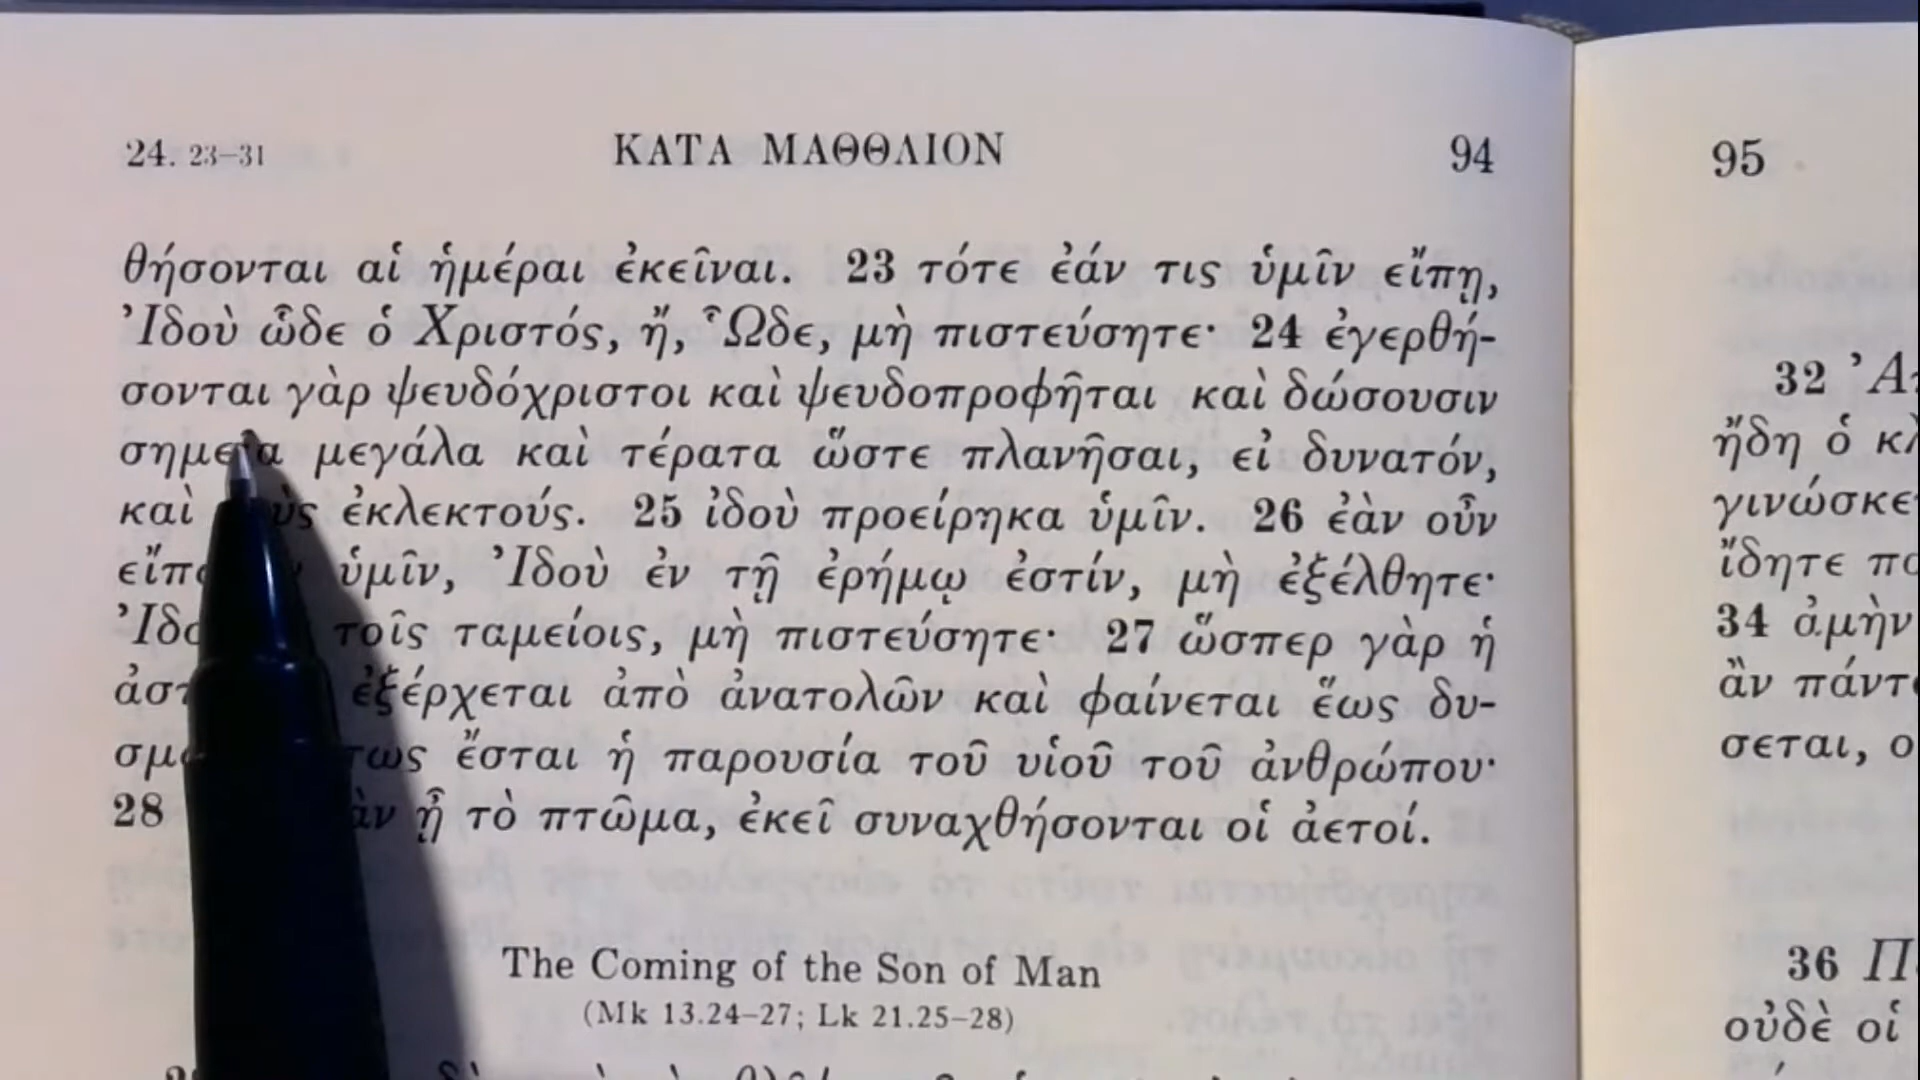 24. 23–31 ΚΑΤΑ ΜΑΘΘΑΙΟΝ 94
θήσονται αἱ ἡμέραι ἐκεῖναι. 23 τότε ἐάν τις ὑμῖν εἴπῃ,
Ἰδοὺ ὧδε ὁ Χριστός, ἤ, Ὧδε, μὴ πιστεύσητε· 24 ἐγερθή-
σονται γὰρ ψευδόχριστοι καὶ ψευδοπροφῆται καὶ δώσουσιν
σημεῖα μεγάλα καὶ τέρατα ὥστε πλανῆσαι, εἰ δυνατόν,
καὶ ἐκλεκτούς. 25 ἰδοὺ προείρηκα ὑμῖν. 26 ἐὰν οὖν
ὑμῖν, Ἰδοὺ ἐν τῇ ἐρήμῳ ἐστίν, μὴ ἐξέλθητε·
τοῖς ταμείοις, μὴ πιστεύσητε· 27 ὥσπερ γὰρ ἡ
ἐξέρχεται ἀπὸ ἀνατολῶν καὶ φαίνεται ἕως δυ-
ἔσται ἡ παρουσία τοῦ υἱοῦ τοῦ ἀνθρώπου·
28 ᾖ τὸ πτῶμα, ἐκεῖ συναχθήσονται οἱ ἀετοί.
The Coming of the Son of Man
(Mk 13.24–27; Lk 21.25–28)
95
32
ἤδη ὁ
ἴδητε
34 ἀμὴν
ἂν
σεται,
36
οὐδὲ οἱ